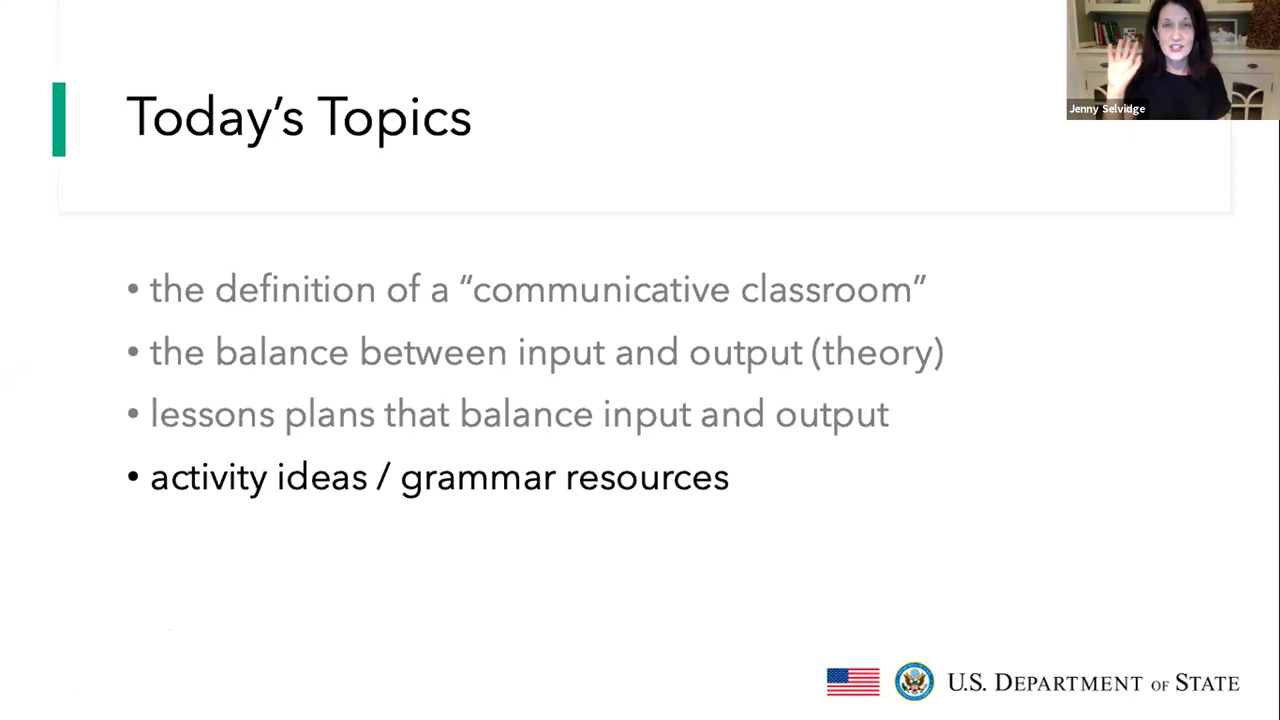 Today's Topics
Jenny Selvidge
• the definition of a “communicative classroom”
• the balance between input and output (theory)
• lessons plans that balance input and output
• activity ideas / grammar resources
U.S. DEPARTMENT OF STATE